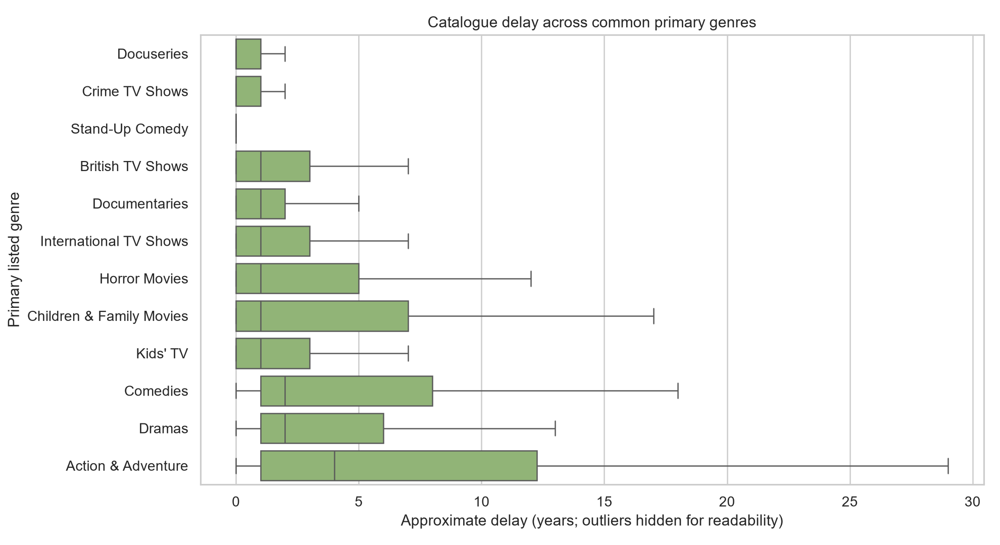 Catalogue delay across common primary genres
Primary listed genre
Docuseries
Crime TV Shows
Stand-Up Comedy
British TV Shows
Documentaries
International TV Shows
Horror Movies
Children & Family Movies
Kids' TV
Comedies
Dramas
Action & Adventure
0 5 10 15 20 25 30
Approximate delay (years; outliers hidden for readability)